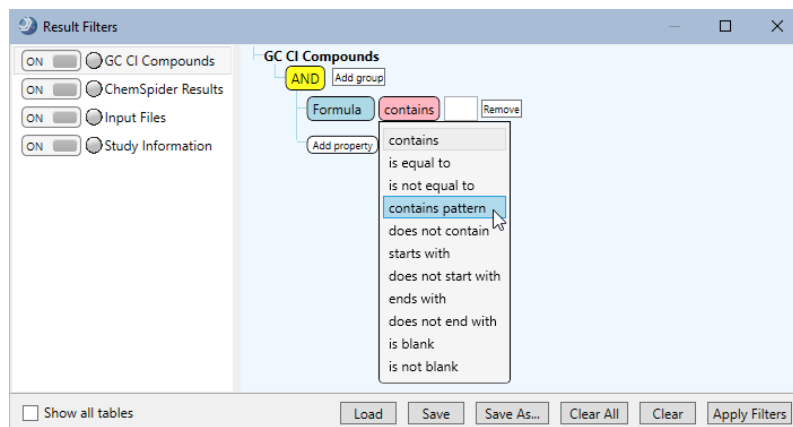 Result Filters
ON GC CI Compounds
ON ChemSpider Results
ON Input Files
ON Study Information
GC CI Compounds
AND Add group
Formula contains Remove
Add property
contains
is equal to
is not equal to
contains pattern
does not contain
starts with
does not start with
ends with
does not end with
is blank
is not blank
Show all tables
Load Save Save As... Clear All Clear Apply Filters